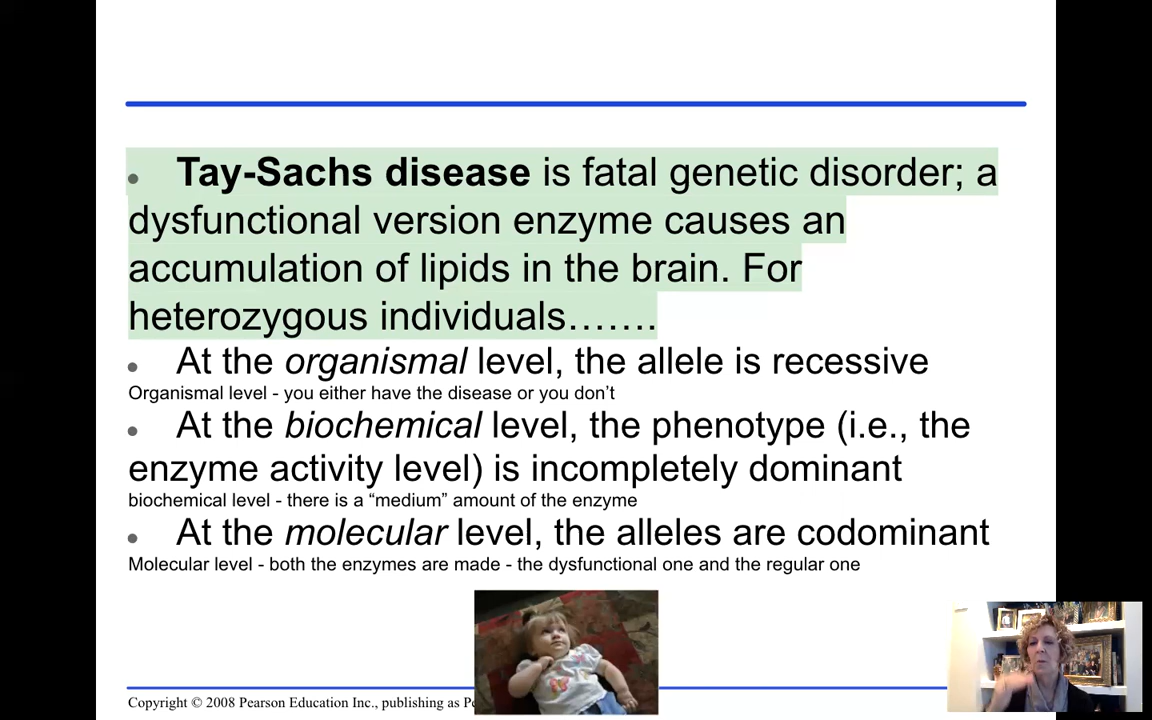 • Tay-Sachs disease is fatal genetic disorder; a
dysfunctional version enzyme causes an
accumulation of lipids in the brain. For
heterozygous individuals…….
• At the organismal level, the allele is recessive
Organismal level - you either have the disease or you don’t
• At the biochemical level, the phenotype (i.e., the
enzyme activity level) is incompletely dominant
biochemical level - there is a “medium” amount of the enzyme
• At the molecular level, the alleles are codominant
Molecular level - both the enzymes are made - the dysfunctional one and the regular one
Copyright © 2008 Pearson Education Inc., publishing as